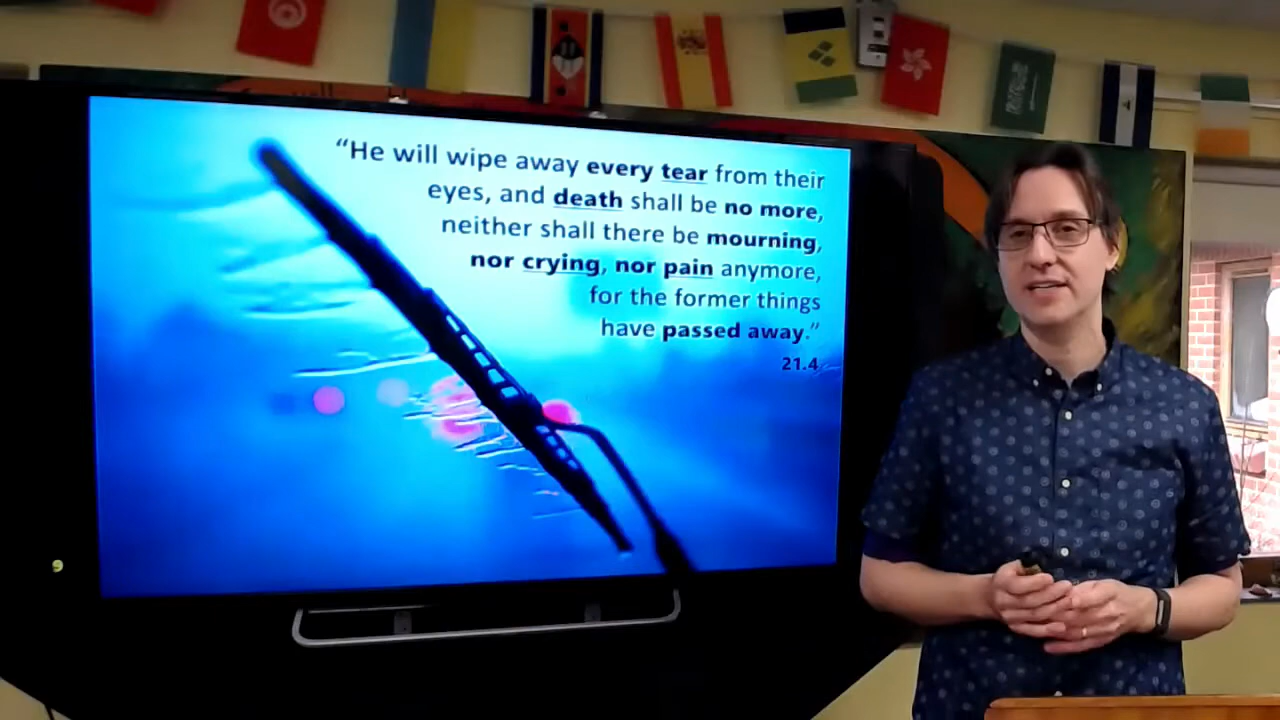 “He will wipe away every tear from their
eyes, and death shall be no more,
neither shall there be mourning,
nor crying, nor pain anymore,
for the former things
have passed away.”
21.4